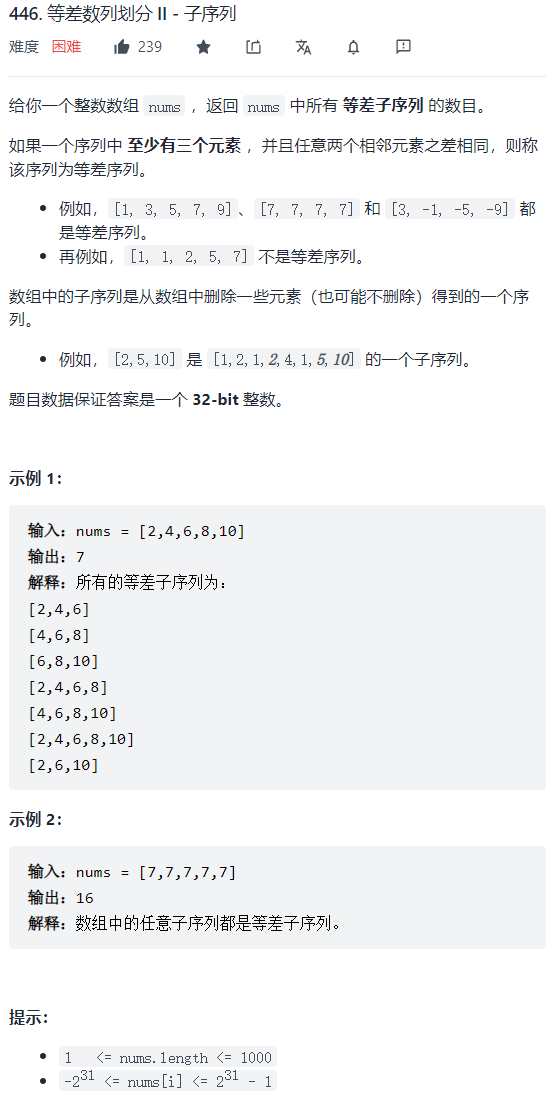 446. 等差数列划分 II - 子序列
难度 困难 239
给你一个整数数组 nums ，返回 nums 中所有 等差子序列 的数目。
如果一个序列中 至少有三个元素 ，并且任意两个相邻元素之差相同，则称
该序列为等差序列。
• 例如，[1, 3, 5, 7, 9]、[7, 7, 7, 7] 和 [3, -1, -5, -9] 都
是等差序列。
• 再例如，[1, 1, 2, 5, 7] 不是等差序列。
数组中的子序列是从数组中删除一些元素（也可能不删除）得到的一个序
列。
• 例如，[2,5,10] 是 [1,2,1,2,4,1,5,10] 的一个子序列。
题目数据保证答案是一个 32-bit 整数。
示例 1：
输入：nums = [2,4,6,8,10]
输出：7
解释：所有的等差子序列为：
[2,4,6]
[4,6,8]
[6,8,10]
[2,4,6,8]
[4,6,8,10]
[2,4,6,8,10]
[2,6,10]
示例 2：
输入：nums = [7,7,7,7,7]
输出：16
解释：数组中的任意子序列都是等差子序列。
提示：
• 1 <= nums.length <= 1000
• -2^31 <= nums[i] <= 2^31 - 1